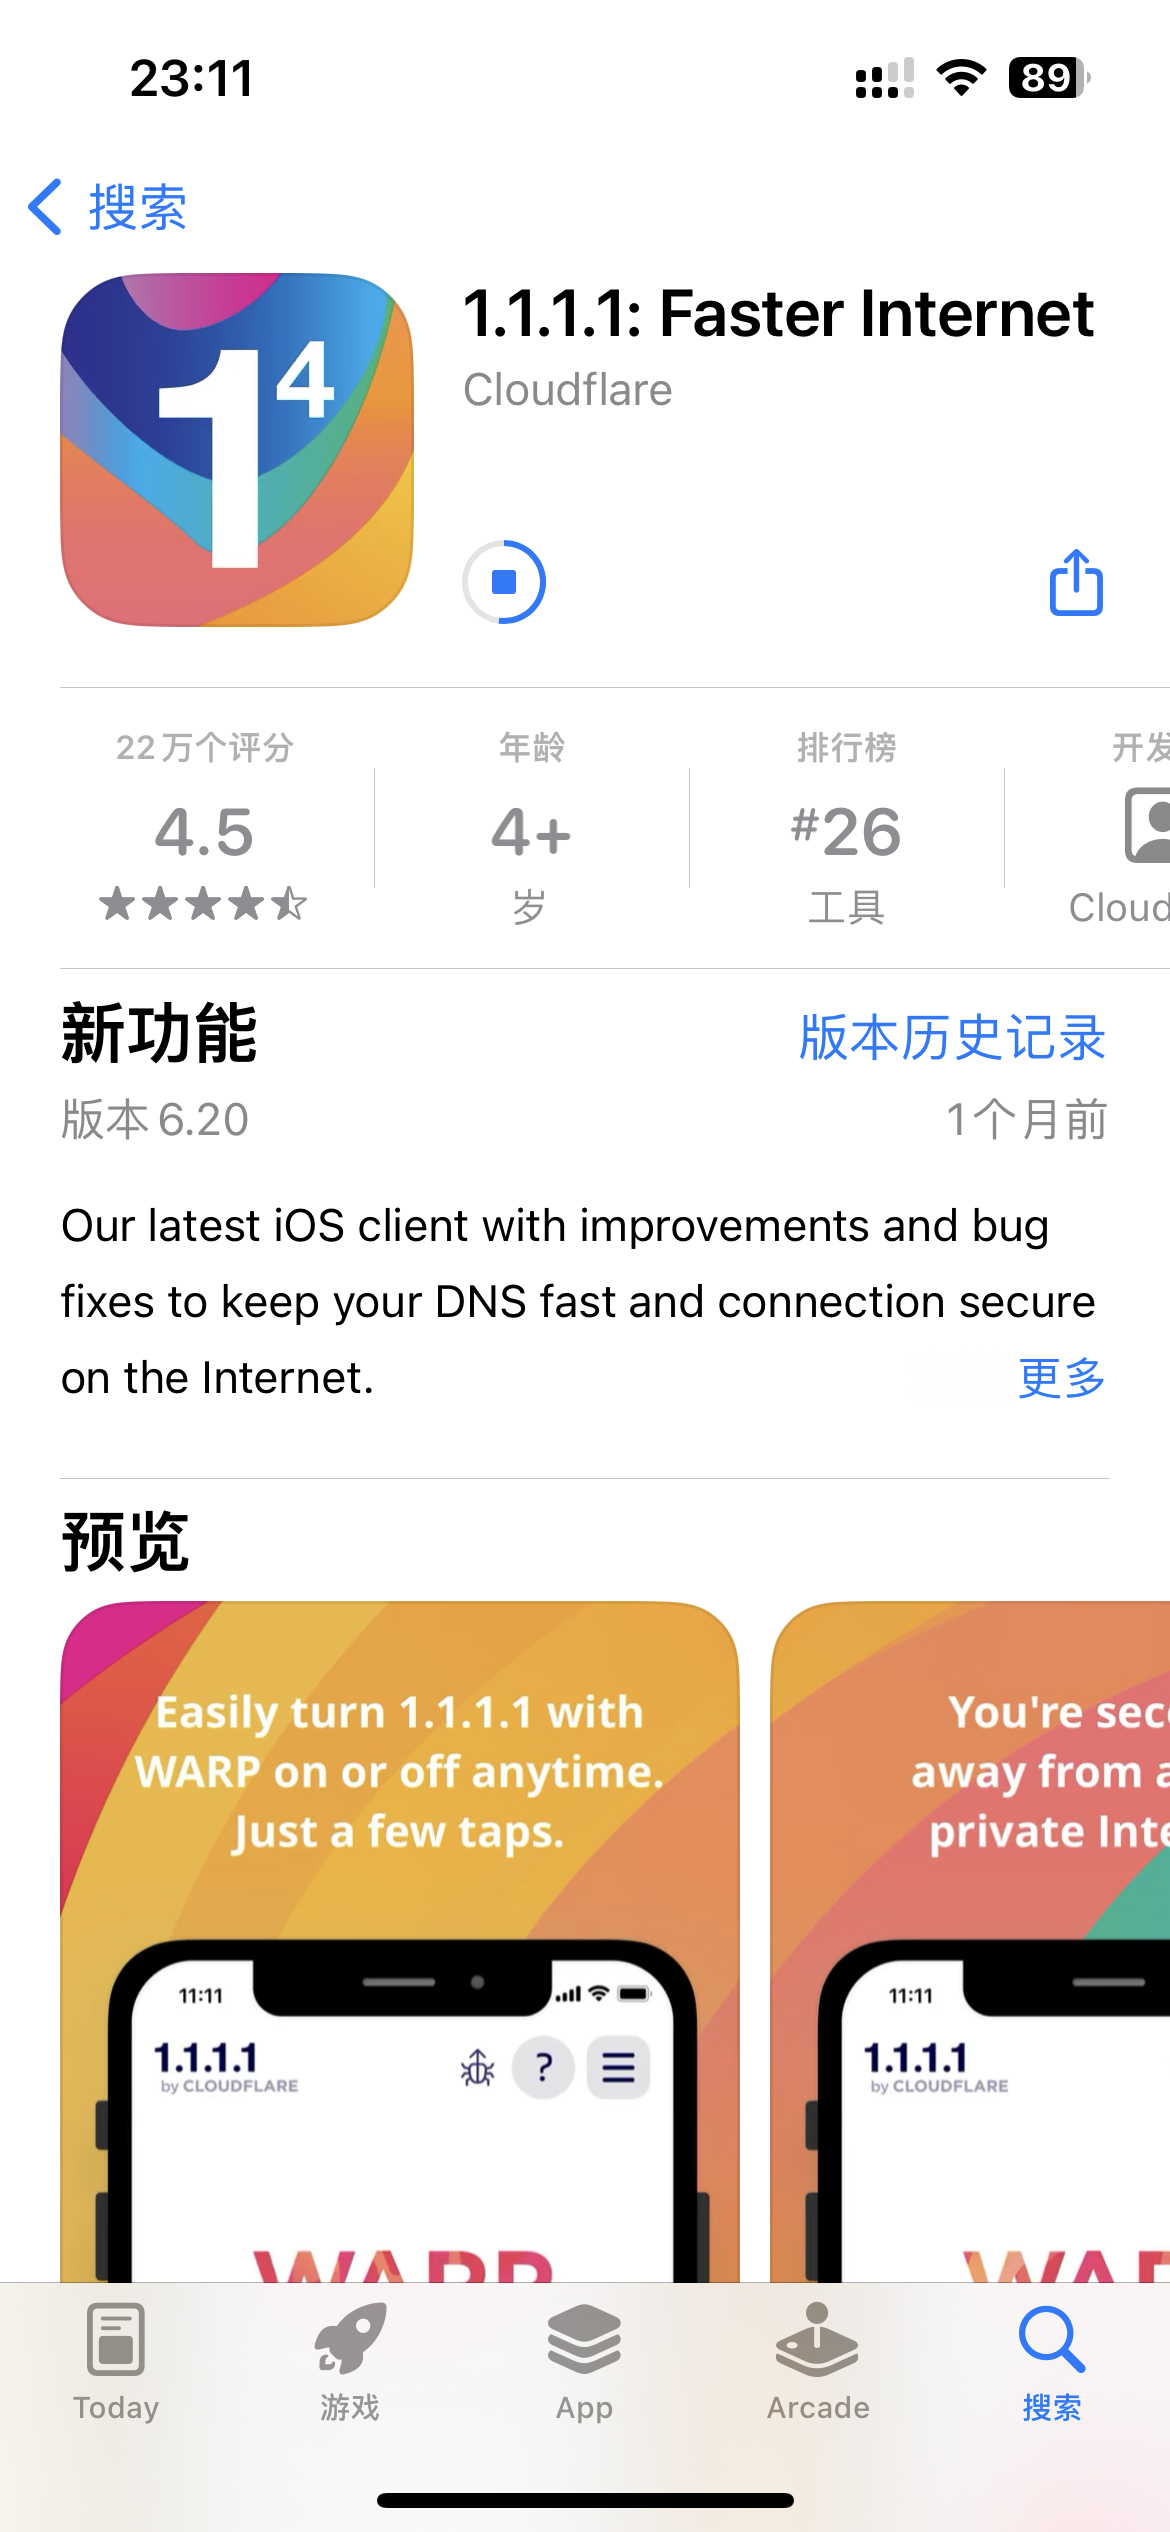 23:11
89
搜索
1⁴
1.1.1.1: Faster Internet
Cloudflare
22万个评分
4.5
年龄
4+
岁
排行榜
#26
工具
开发
Cloud
新功能
版本历史记录
版本 6.20
1个月前
Our latest iOS client with improvements and bug
fixes to keep your DNS fast and connection secure
on the Internet.
更多
预览
Easily turn 1.1.1.1 with
WARP on or off anytime.
Just a few taps.
11:11
1.1.1.1
by CLOUDFLARE
?
WARP
You're seco
away from a
private Inte
11:11
1.1.1.1
by CLOUDFLARE
WAR
Today
游戏
App
Arcade
搜索